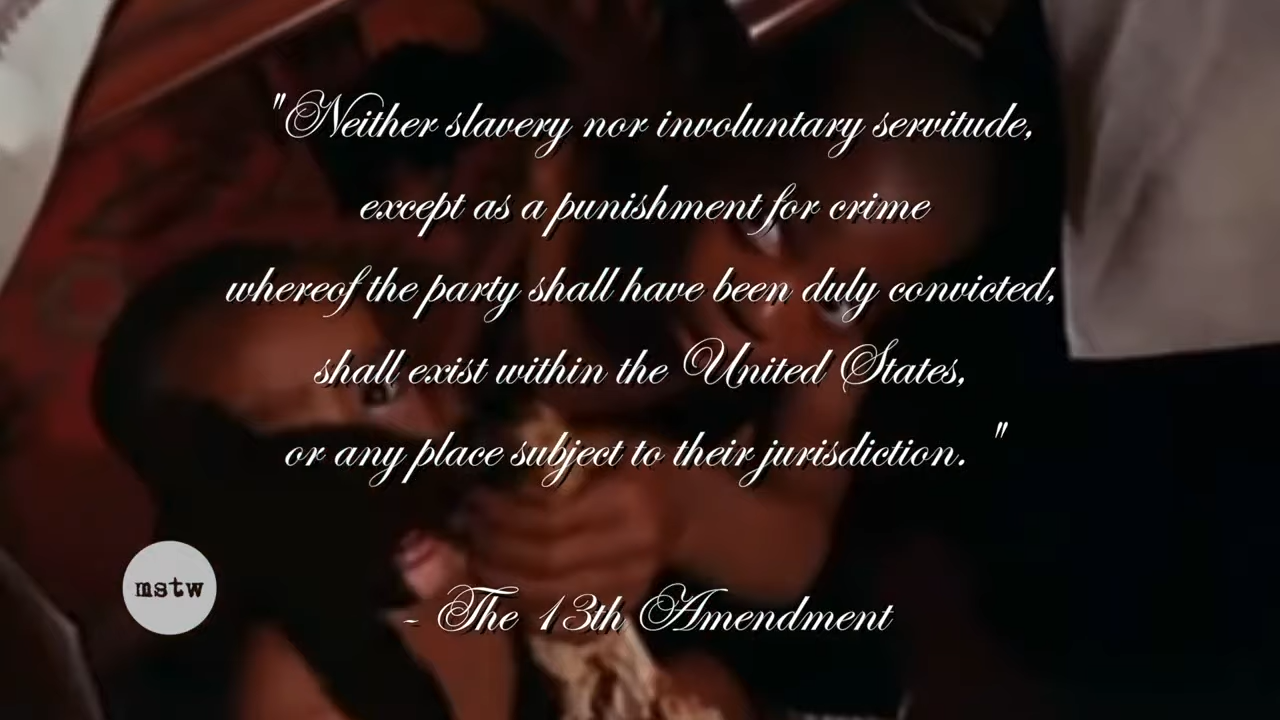 "Neither slavery nor involuntary servitude,
except as a punishment for crime
whereof the party shall have been duly convicted,
shall exist within the United States,
or any place subject to their jurisdiction."
mstw
- The 13th Amendment